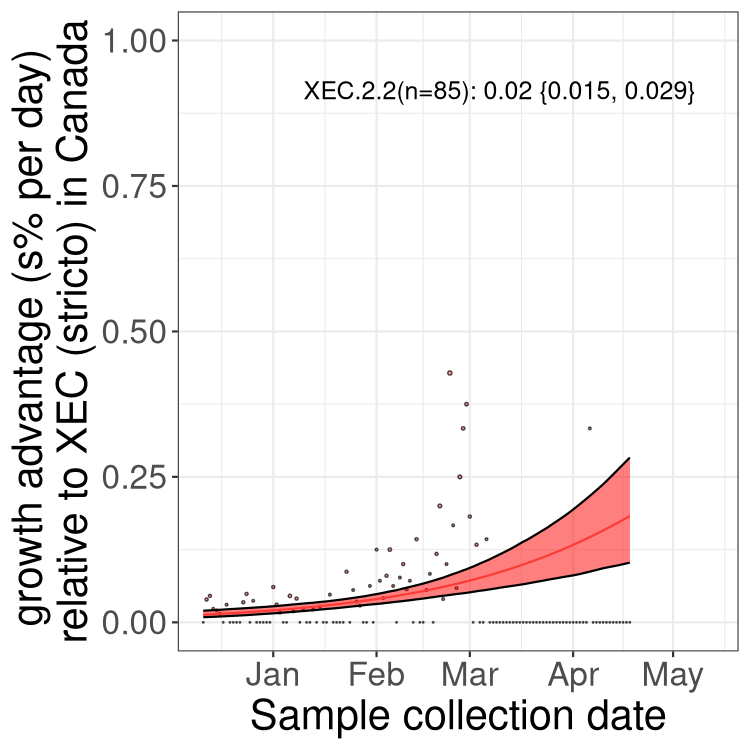 growth advantage (s% per day)
relative to XEC (stricto) in Canada
1.00
0.75
0.50
0.25
0.00
XEC.2.2(n=85): 0.02 {0.015, 0.029}
Jan Feb Mar Apr May
Sample collection date